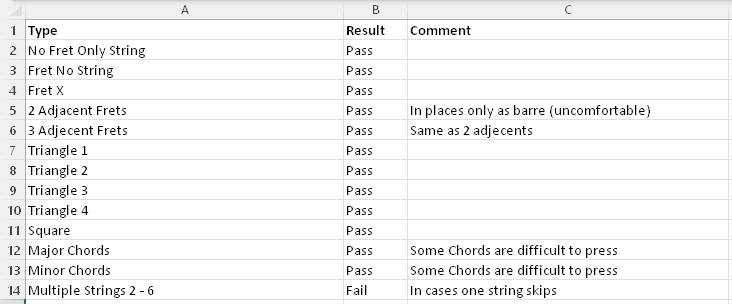 A B C
1 Type Result Comment
2 No Fret Only String Pass
3 Fret No String Pass
4 Fret X Pass
5 2 Adjacent Frets Pass In places only as barre (uncomfortable)
6 3 Adjecent Frets Pass Same as 2 adjecents
7 Triangle 1 Pass
8 Triangle 2 Pass
9 Triangle 3 Pass
10 Triangle 4 Pass
11 Square Pass
12 Major Chords Pass Some Chords are difficult to press
13 Minor Chords Pass Some Chords are difficult to press
14 Multiple Strings 2 - 6 Fail In cases one string skips